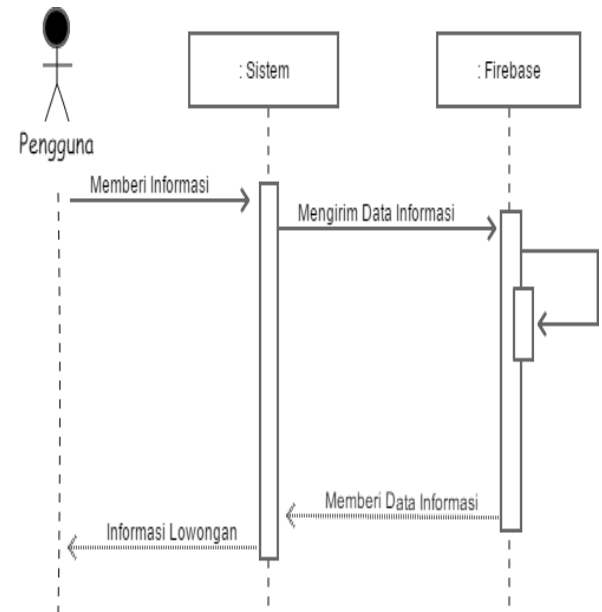 : Sistem
: Firebase
Pengguna
Memberi Informasi
Mengirim Data Informasi
Memberi Data Informasi
Informasi Lowongan